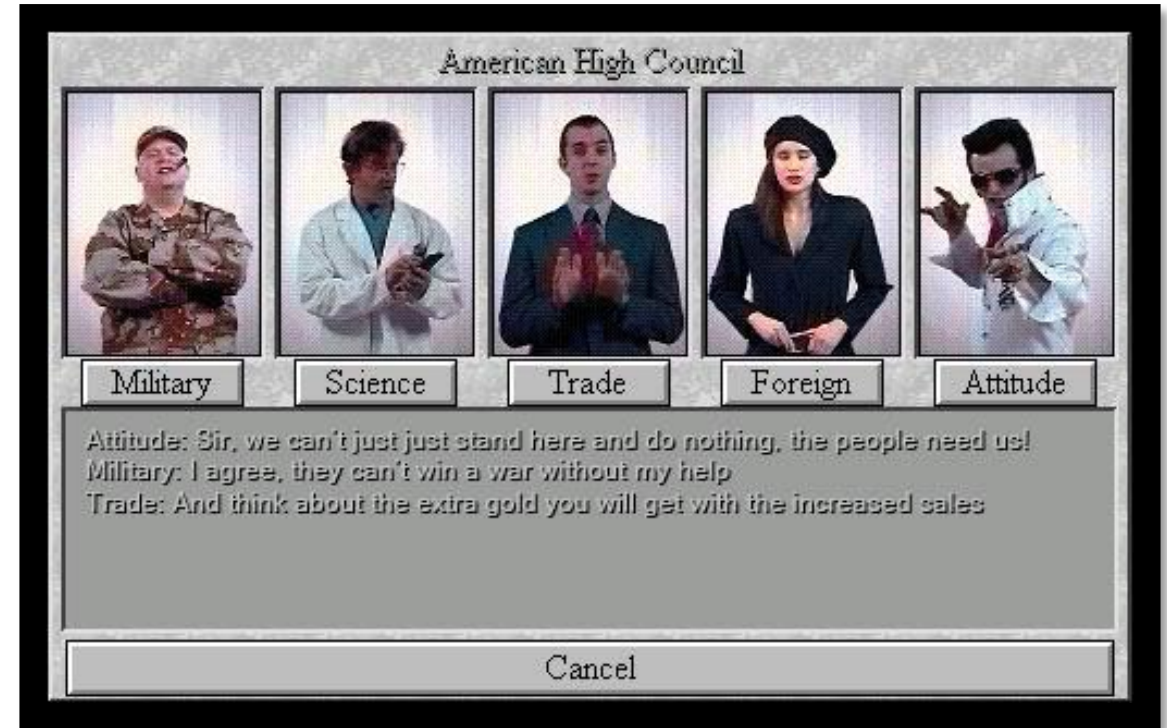 American High Council
Military
Science
Trade
Foreign
Attitude
Attitude: Sir, we can't just just stand here and do nothing, the people need us!
Military: I agree, they can't win a war without my help
Trade: And think about the extra gold you will get with the increased sales
Cancel